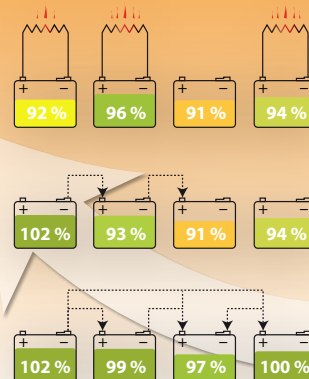 + − + − + − + −
92 % 96 % 91 % 94 %
+ − + − + − + −
102 % 93 % 91 % 94 %
+ − + − + − + −
102 % 99 % 97 % 100 %